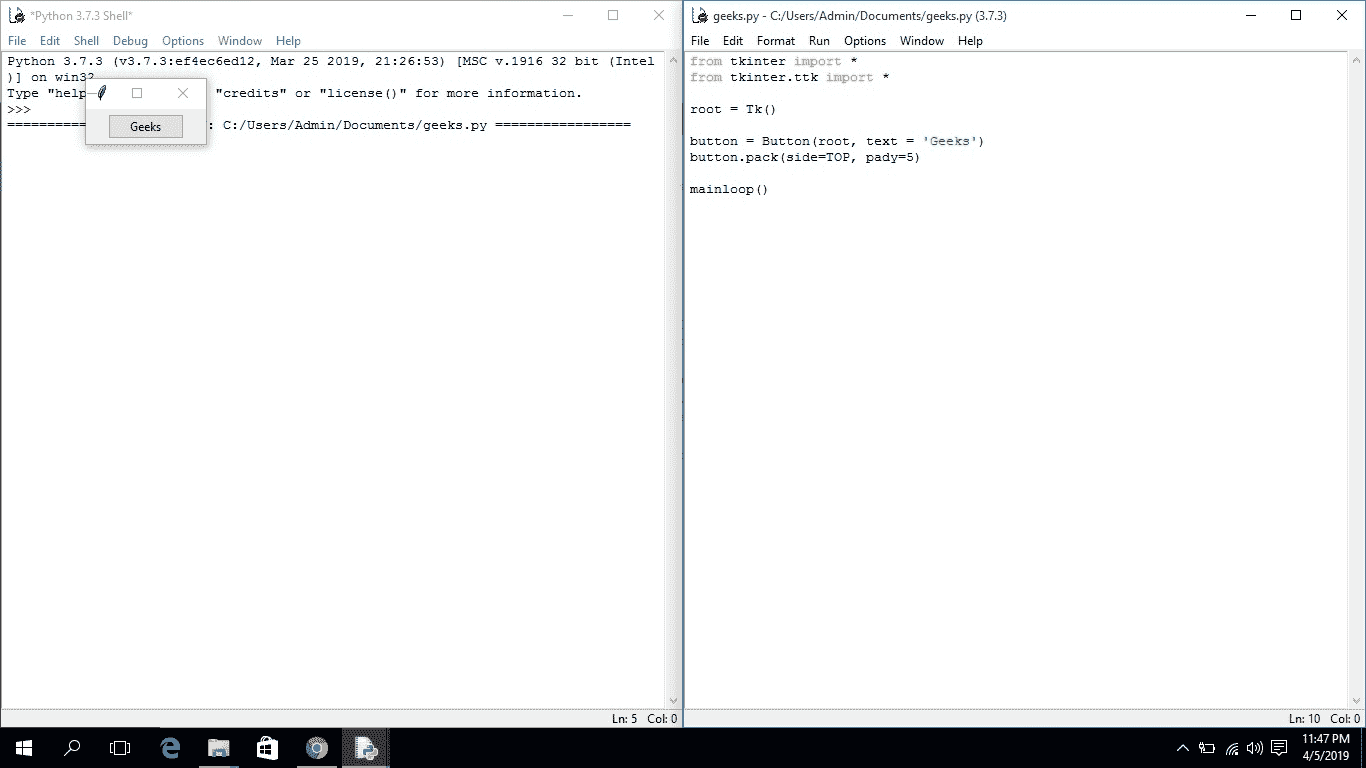 *Python 3.7.3 Shell*
File Edit Shell Debug Options Window Help
Python 3.7.3 (v3.7.3:ef4ec6ed12, Mar 25 2019, 21:26:53) [MSC v.1916 32 bit (Intel
)] on win32
Type "help "credits" or "license()" for more information.
>>>
Geeks
: C:/Users/Admin/Documents/geeks.py =================
Ln: 5 Col: 0
geeks.py - C:/Users/Admin/Documents/geeks.py (3.7.3)
File Edit Format Run Options Window Help
from tkinter import *
from tkinter.ttk import *
root = Tk()
button = Button(root, text = 'Geeks')
button.pack(side=TOP, pady=5)
mainloop()
Ln: 10 Col: 0
11:47 PM
4/5/2019